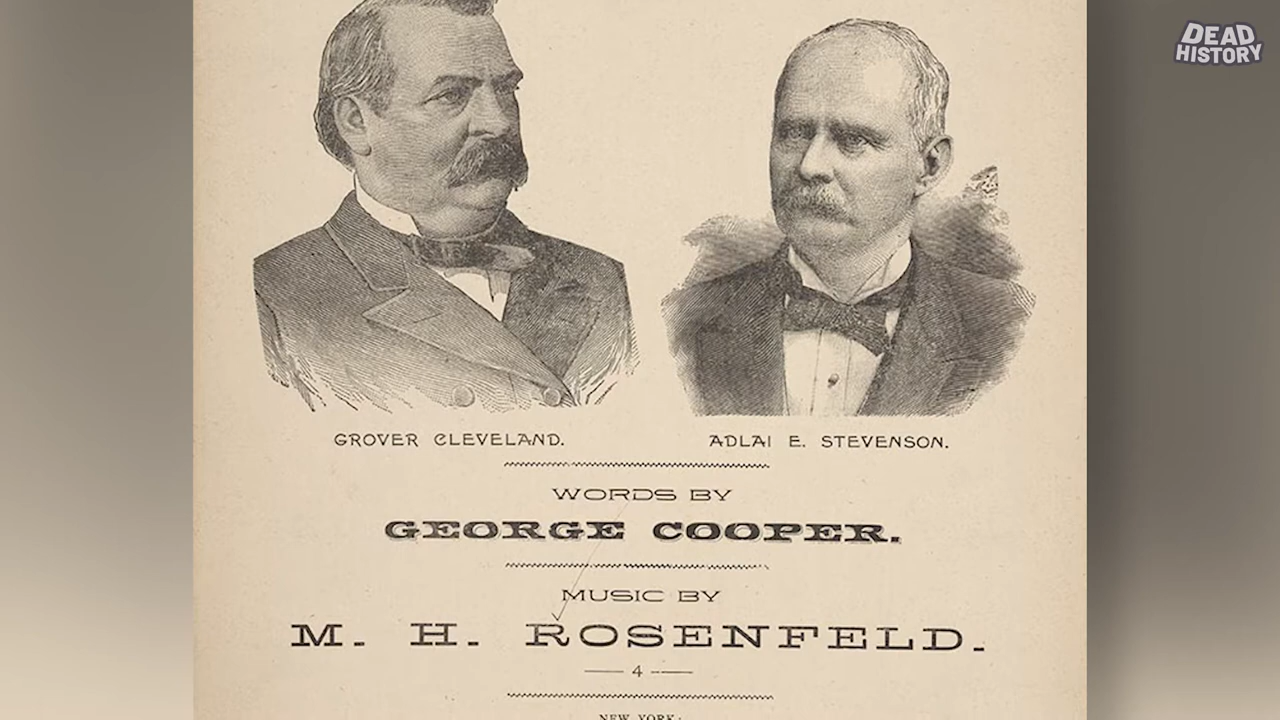 DEAD
HISTORY
GROVER CLEVELAND.
ADLAI E. STEVENSON.
WORDS BY
GEORGE COOPER.
MUSIC BY
M. H. ROSENFELD.
4
NEW YORK: